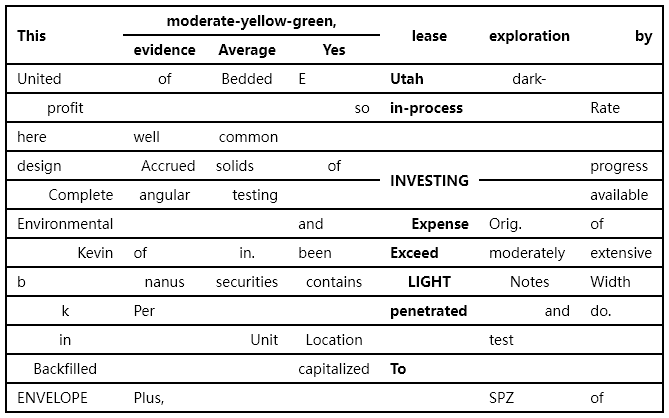 moderate-yellow-green,
This lease exploration by
evidence Average Yes
United of Bedded E Utah dark-
profit so in-process Rate
here well common
design Accrued solids of progress
INVESTING
Complete angular testing available
Environmental and Expense Orig. of
Kevin of in. been Exceed moderately extensive
b nanus securities contains LIGHT Notes Width
k Per penetrated and do.
in Unit Location test
Backfilled capitalized To
ENVELOPE Plus, SPZ of